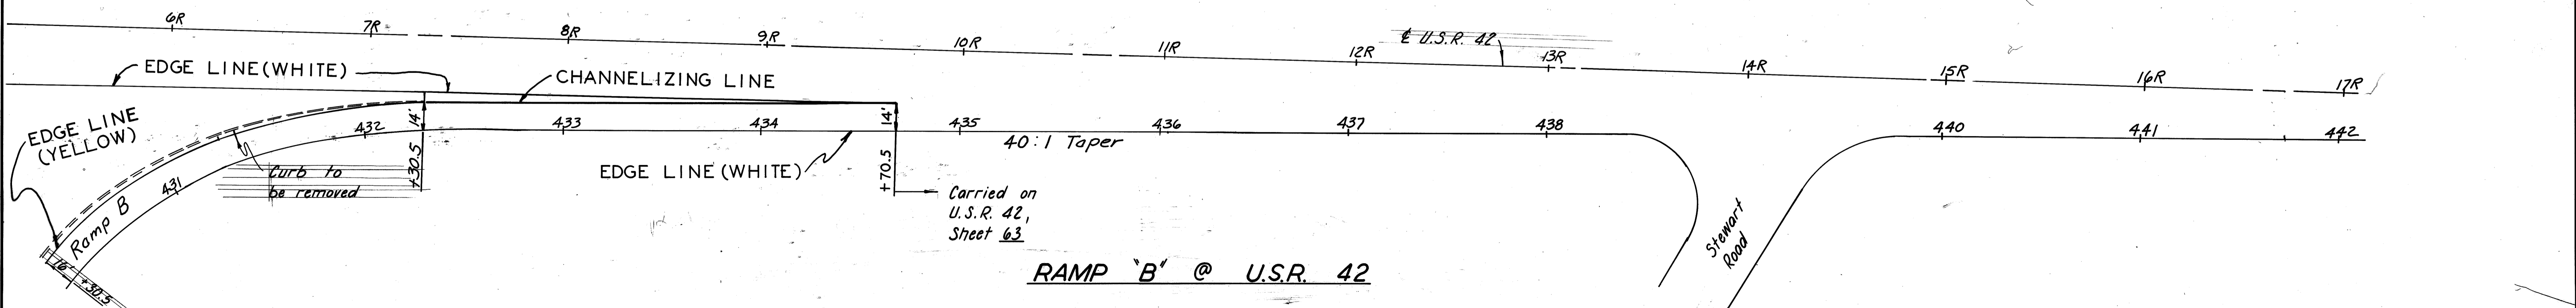 6R
7R
8R
9R
10R
11R
12R
℄ U.S.R. 42
13R
14R
15R
16R
17R
EDGE LINE (WHITE)
CHANNELIZING LINE
EDGE LINE
(YELLOW)
14'
14'
431
432
433
434
435
436
437
438
440
441
442
40:1 Taper
Curb to
be removed
+30.5
EDGE LINE (WHITE)
+70.5
Carried on
U.S.R. 42,
Sheet 63
Ramp B
16'
+30.5
Stewart
Road
RAMP "B" @ U.S.R. 42